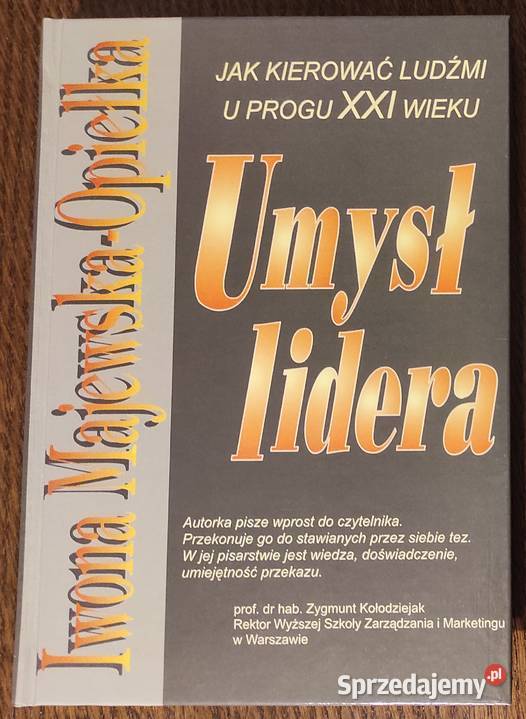 Iwona Majewska-Opiełka
JAK KIEROWAĆ LUDŹMI
U PROGU XXI WIEKU
Umysł
lidera
Autorka pisze wprost do czytelnika.
Przekonuje go do stawianych przez siebie tez.
W jej pisarstwie jest wiedza, doświadczenie,
umiejętność przekazu.
prof. dr hab. Zygmunt Kołodziejak
Rektor Wyższej Szkoły Zarządzania i Marketingu
w Warszawie
Sprzedajemy.pl